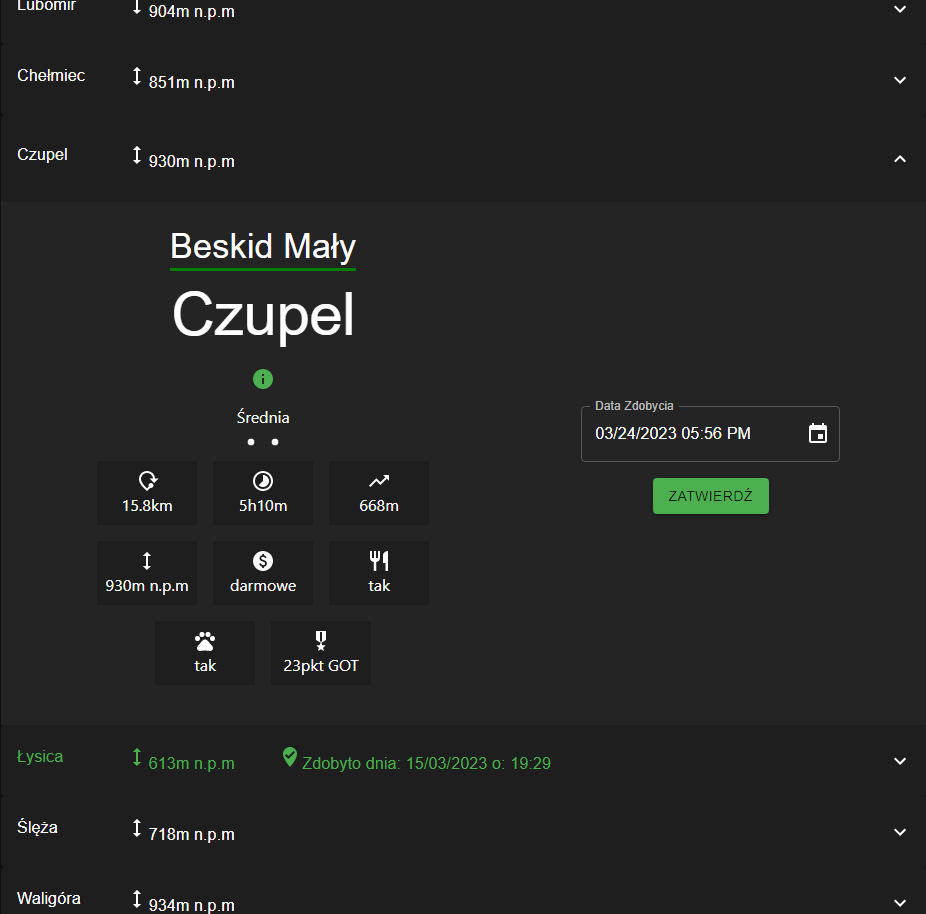 Lubomir 904m n.p.m
Chełmiec 851m n.p.m
Czupel 930m n.p.m
Beskid Mały
Czupel
Średnia
15.8km 5h10m 668m
930m n.p.m darmowe tak
tak 23pkt GOT
Data Zdobycia
03/24/2023 05:56 PM
ZATWIERDŹ
Łysica 613m n.p.m Zdobyto dnia: 15/03/2023 o: 19:29
Ślęża 718m n.p.m
Waligóra 934m n.p.m